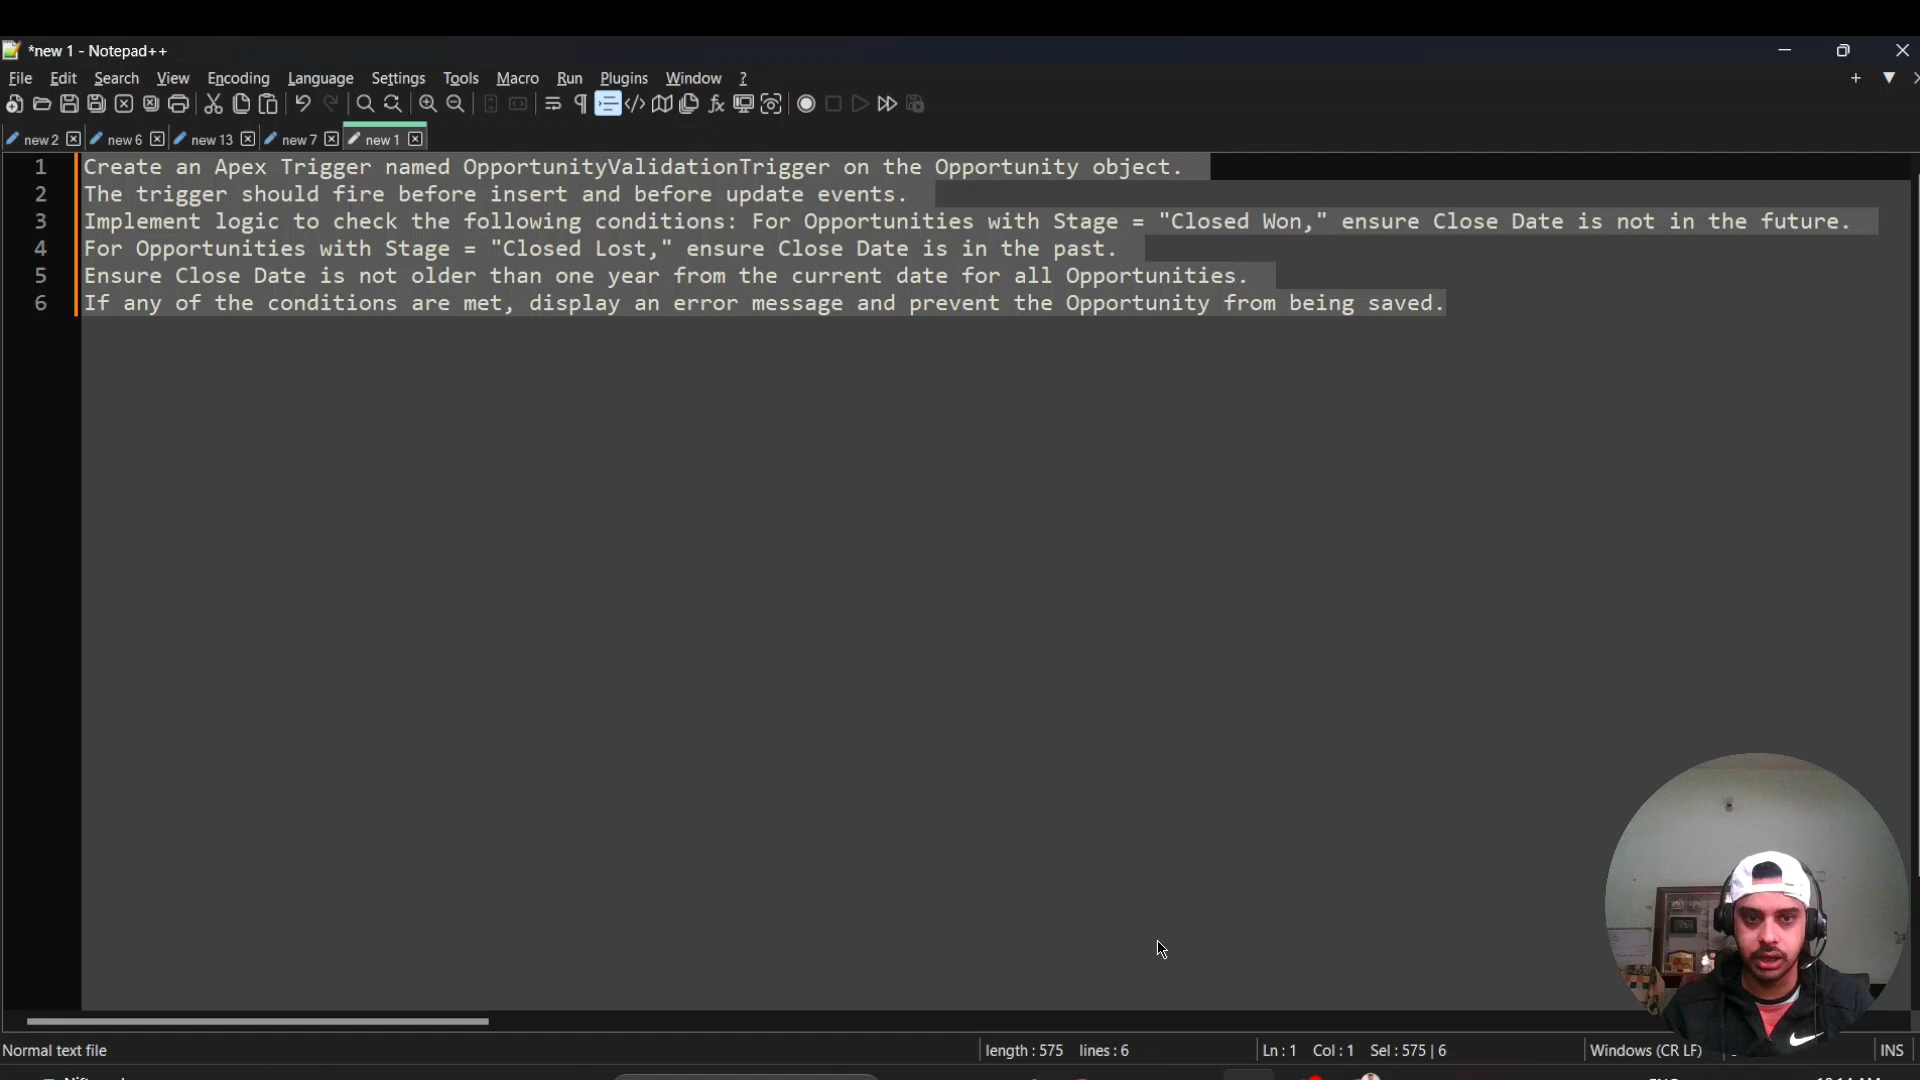 *new 1 - Notepad++
File Edit Search View Encoding Language Settings Tools Macro Run Plugins Window ?
new 2 new 6 new 13 new 7 new 1
1 Create an Apex Trigger named OpportunityValidationTrigger on the Opportunity object.
2 The trigger should fire before insert and before update events.
3 Implement logic to check the following conditions: For Opportunities with Stage = "Closed Won," ensure Close Date is not in the future.
4 For Opportunities with Stage = "Closed Lost," ensure Close Date is in the past.
5 Ensure Close Date is not older than one year from the current date for all Opportunities.
6 If any of the conditions are met, display an error message and prevent the Opportunity from being saved.
Normal text file length : 575 lines : 6 Ln : 1 Col : 1 Sel : 575 | 6 Windows (CR LF) INS